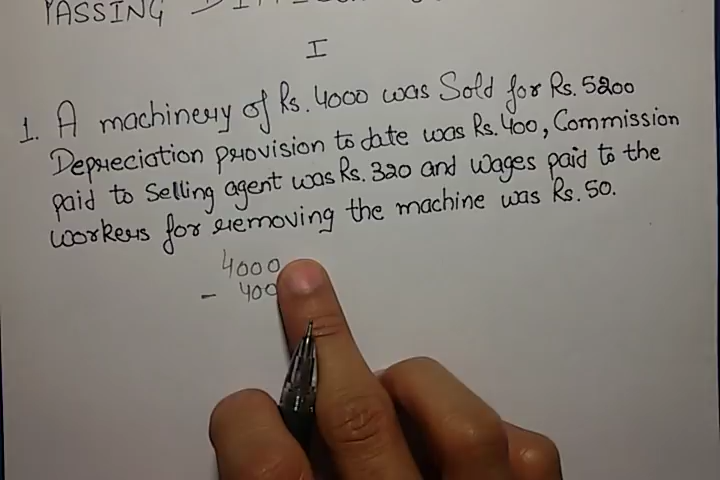 PASSING
I
1. A machinery of Rs. 4000 was Sold for Rs. 5200
Depreciation provision to date was Rs. 400, Commission
paid to selling agent was Rs. 320 and wages paid to the
workers for removing the machine was Rs. 50.
4000
- 400